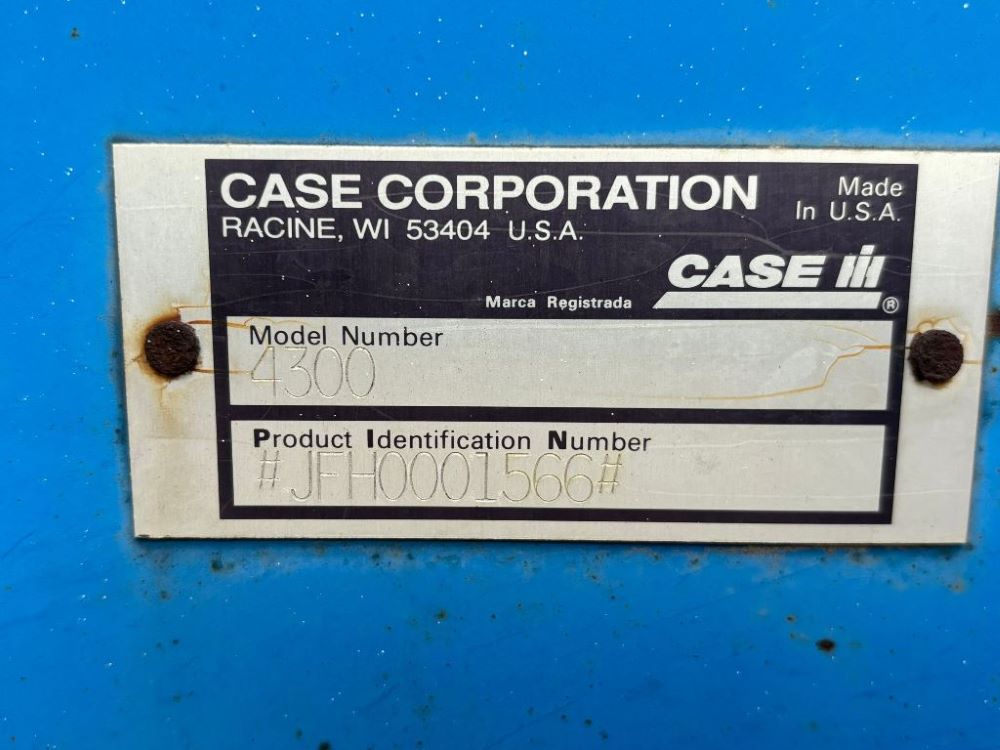 CASE CORPORATION
RACINE, WI 53404 U.S.A.
Made
In U.S.A.
CASE IH
®
Marca Registrada
Model Number
4300
Product Identification Number
#JFH0001566#